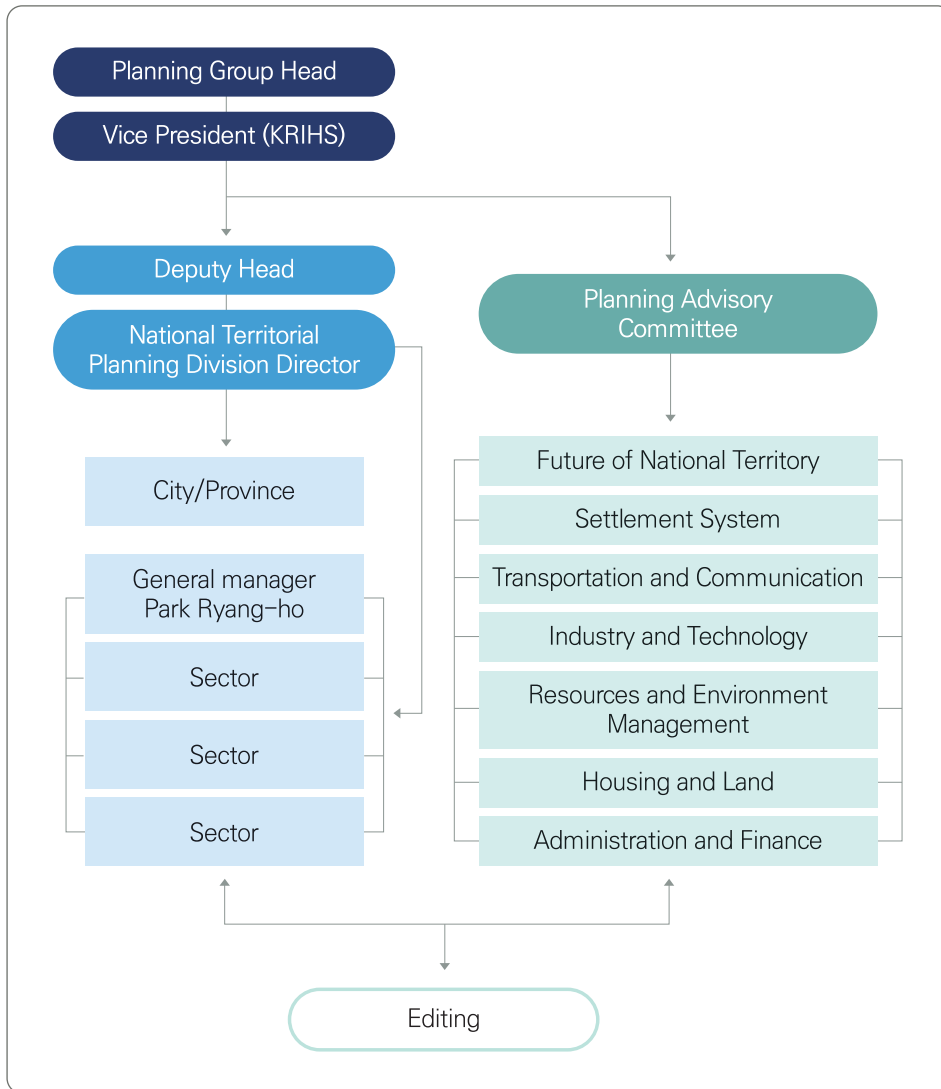 Planning Group Head
Vice President (KRIHS)
Deputy Head
National Territorial
Planning Division Director
City/Province
General manager
Park Ryang-ho
Sector
Sector
Sector
Planning Advisory
Committee
Future of National Territory
Settlement System
Transportation and Communication
Industry and Technology
Resources and Environment
Management
Housing and Land
Administration and Finance
Editing